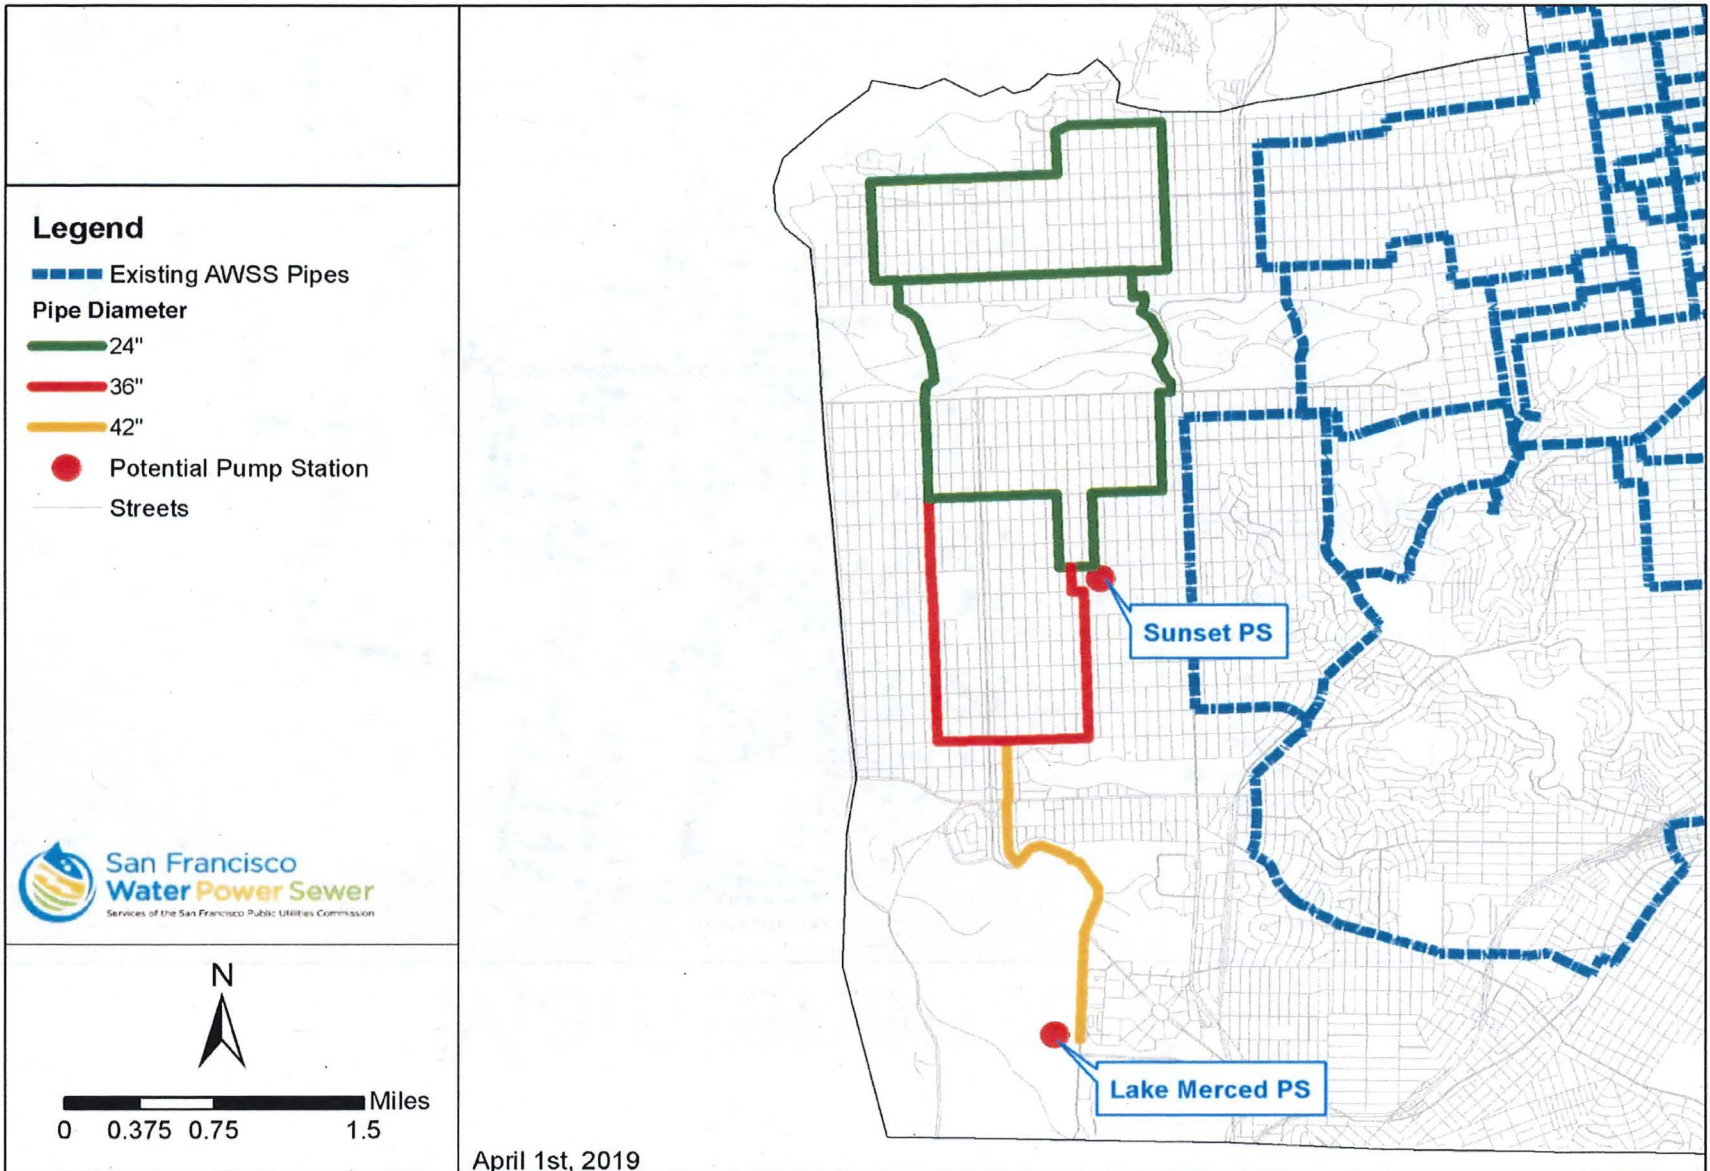 Legend
Existing AWSS Pipes
Pipe Diameter
24"
36"
42"
Potential Pump Station
Streets
San Francisco
Water Power Sewer
Services of the San Francisco Public Utilities Commission
N
Miles
0 0.375 0.75 1.5
Sunset PS
Lake Merced PS
April 1st, 2019